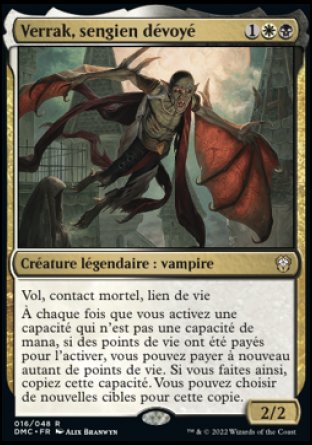 Verrak, sengien dévoyé 1
Créature légendaire : vampire
Vol, contact mortel, lien de vie
À chaque fois que vous activez une
capacité qui n'est pas une capacité de
mana, si des points de vie ont été payés
pour l'activer, vous pouvez payer à nouveau
autant de points de vie. Si vous faites ainsi,
copiez cette capacité. Vous pouvez choisir
de nouvelles cibles pour cette copie.
2/2
016/048 R
DMC • FR Alix Branwyn
™ & © 2022 Wizards of the Coast